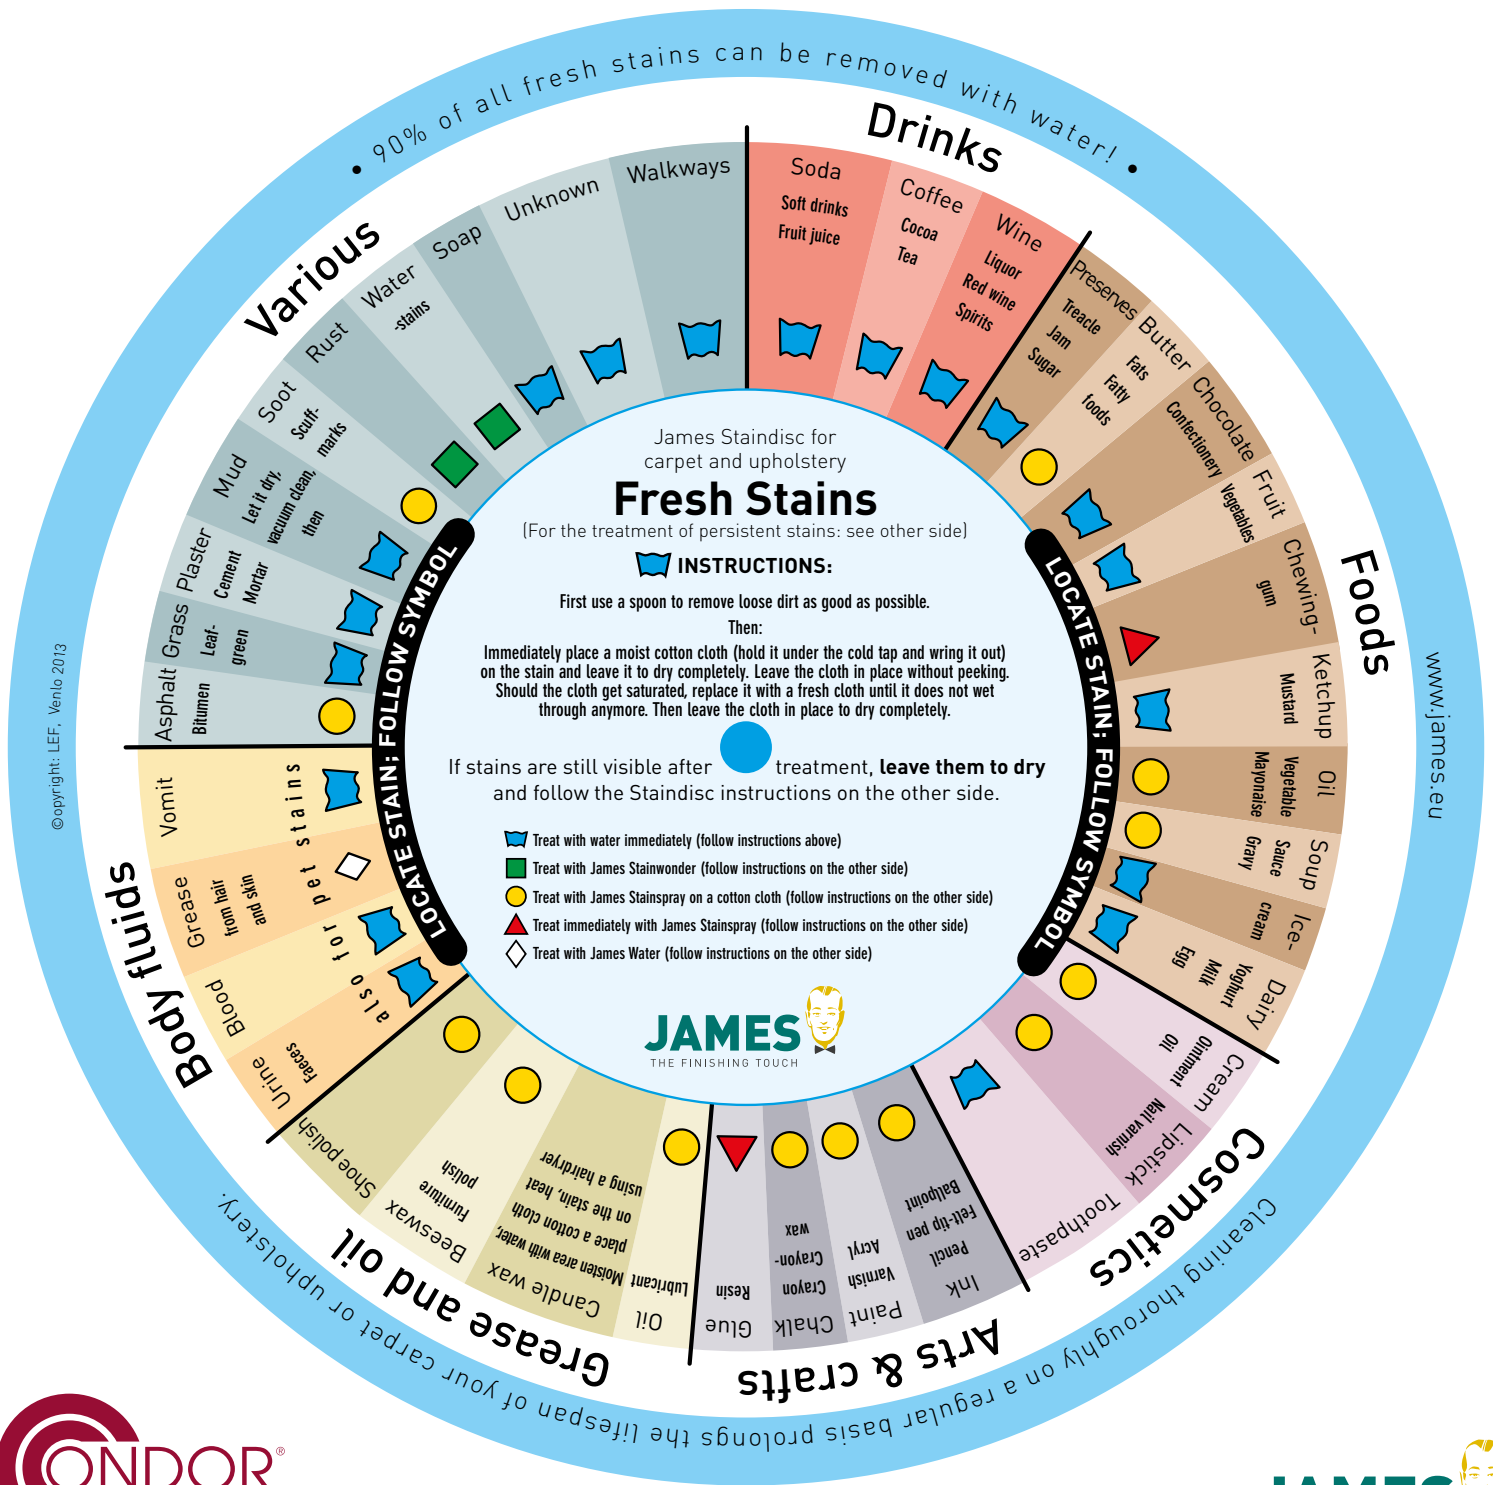 • 90% of all fresh stains can be removed with water! •
www.james.eu
Cleaning thoroughly on a regular basis prolongs the lifespan of your carpet or upholstery.
©opyright: LEF, Venlo 2013
Drinks
Soda
Soft drinks
Fruit juice
Coffee
Cocoa
Tea
Wine
Liquor
Red wine
Spirits
Foods
Preserves
Treacle
Jam
Sugar
Butter
Fats
Fatty
foods
Chocolate
Confectionery
Fruit
Vegetables
Chewing-
gum
Ketchup
Mustard
Oil
Vegetable
Mayonaise
Soup
Sauce
Gravy
Ice-
cream
Dairy
Yoghurt
Milk
Egg
Cosmetics
Cream
Ointment
Oil
Lipstick
Nail varnish
Toothpaste
Arts & crafts
Ink
Pencil
Felt-tip pen
Ballpoint
Paint
Varnish
Acryl
Chalk
Crayon
Crayon-
wax
Glue
Resin
Grease and oil
Oil
Lubricant
Candle wax
Moisten area with water,
place a cotton cloth
on the stain, heat
using a hairdryer
Beeswax
Furniture
polish
Shoe polish
Body fluids
Urine
Faeces
Blood
Grease
from hair
and skin
Vomit
also for pet stains
Various
Asphalt
Bitumen
Grass
Leaf-
green
Plaster
Cement
Mortar
Mud
Let it dry,
vacuum clean,
then
Soot
Scuff-
marks
Rust
Water
-stains
Soap
Unknown
Walkways
LOCATE STAIN; FOLLOW SYMBOL
LOCATE STAIN; FOLLOW SYMBOL
James Staindisc for
carpet and upholstery
Fresh Stains
(For the treatment of persistent stains: see other side)
INSTRUCTIONS:
First use a spoon to remove loose dirt as good as possible.
Then:
Immediately place a moist cotton cloth (hold it under the cold tap and wring it out)
on the stain and leave it to dry completely. Leave the cloth in place without peeking.
Should the cloth get saturated, replace it with a fresh cloth until it does not wet
through anymore. Then leave the cloth in place to dry completely.
If stains are still visible after treatment, leave them to dry
and follow the Staindisc instructions on the other side.
Treat with water immediately (follow instructions above)
Treat with James Stainwonder (follow instructions on the other side)
Treat with James Stainspray on a cotton cloth (follow instructions on the other side)
Treat immediately with James Stainspray (follow instructions on the other side)
Treat with James Water (follow instructions on the other side)
JAMES
THE FINISHING TOUCH
CONDOR®
JAMES